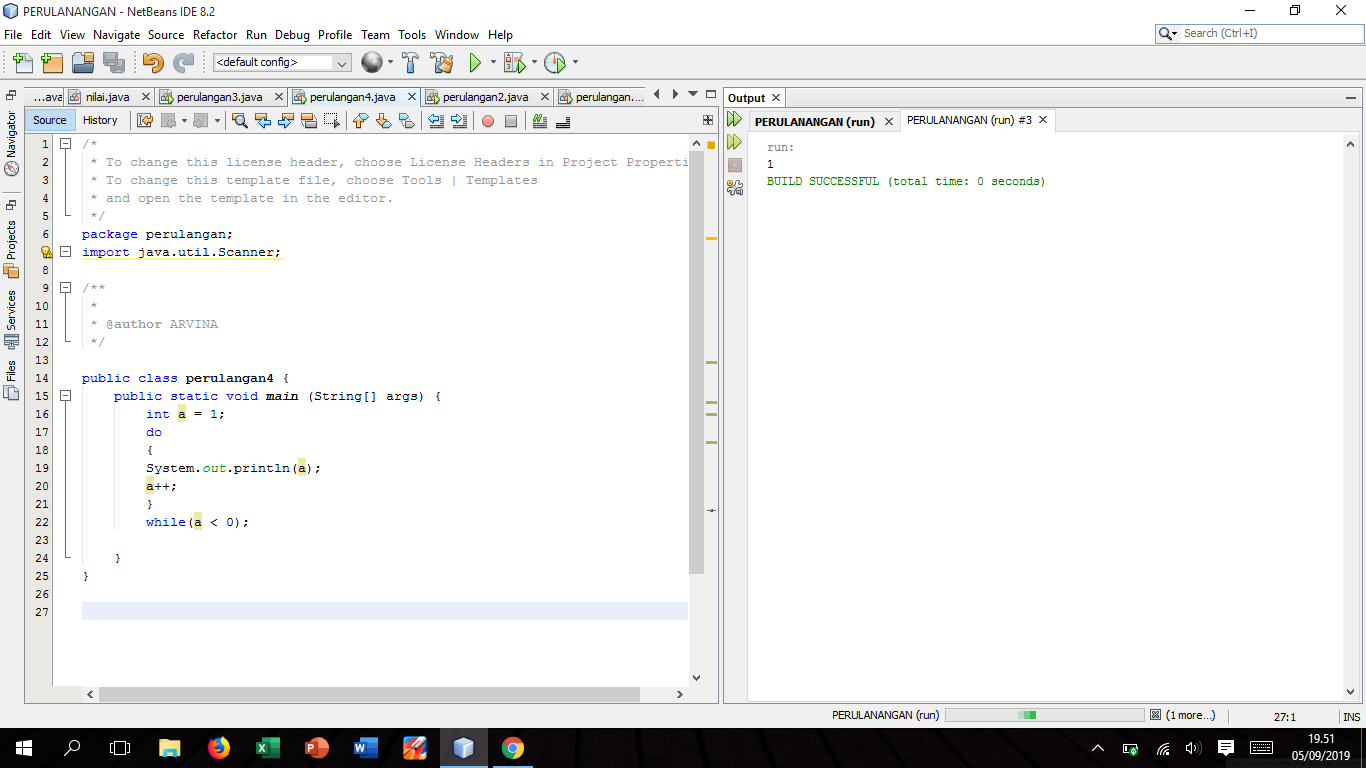 PERULANANGAN - NetBeans IDE 8.2
File Edit View Navigate Source Refactor Run Debug Profile Team Tools Window Help
Search (Ctrl+I)
<default config>
...ava nilai.java perulangan3.java perulangan4.java perulangan2.java perulangan....
Source History
Navigator
Projects
Services
Files
1 /*
2 * To change this license header, choose License Headers in Project Properti
3 * To change this template file, choose Tools | Templates
4 * and open the template in the editor.
5 */
6 package perulangan;
import java.util.Scanner;
8
9 /**
10 *
11 * @author ARVINA
12 */
13
14 public class perulangan4 {
15 public static void main (String[] args) {
16 int a = 1;
17 do
18 {
19 System.out.println(a);
20 a++;
21 }
22 while(a < 0);
23
24 }
25 }
26
27
Output
PERULANANGAN (run) PERULANANGAN (run) #3
run:
1
BUILD SUCCESSFUL (total time: 0 seconds)
PERULANANGAN (run) (1 more...) 27:1 INS
19.51
05/09/2019